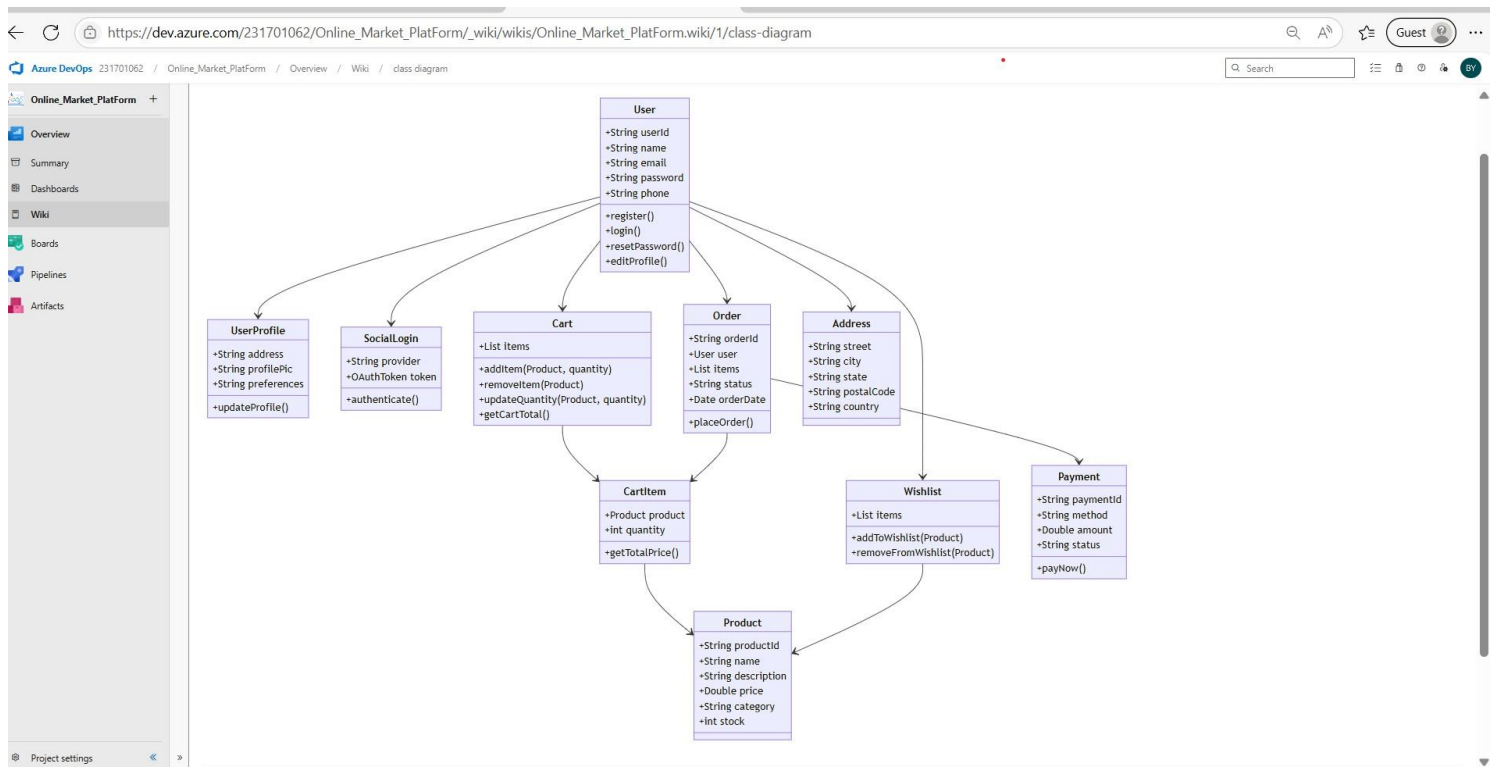 https://dev.azure.com/231701062/Online_Market_PlatForm/_wiki/wikis/Online_Market_PlatForm.wiki/1/class-diagram
Guest
Azure DevOps 231701062 / Online_Market_PlatForm / Overview / Wiki / class diagram
Search
BY
Online_Market_PlatForm +
Overview
Summary
Dashboards
Wiki
Boards
Pipelines
Artifacts
Project settings
User
+String userId
+String name
+String email
+String password
+String phone
+register()
+login()
+resetPassword()
+editProfile()
UserProfile
+String address
+String profilePic
+String preferences
+updateProfile()
SocialLogin
+String provider
+OAuthToken token
+authenticate()
Cart
+List items
+addItem(Product, quantity)
+removeItem(Product)
+updateQuantity(Product, quantity)
+getCartTotal()
Order
+String orderId
+User user
+List items
+String status
+Date orderDate
+placeOrder()
Address
+String street
+String city
+String state
+String postalCode
+String country
CartItem
+Product product
+int quantity
+getTotalPrice()
Wishlist
+List items
+addToWishlist(Product)
+removeFromWishlist(Product)
Payment
+String paymentId
+String method
+Double amount
+String status
+payNow()
Product
+String productId
+String name
+String description
+Double price
+String category
+int stock